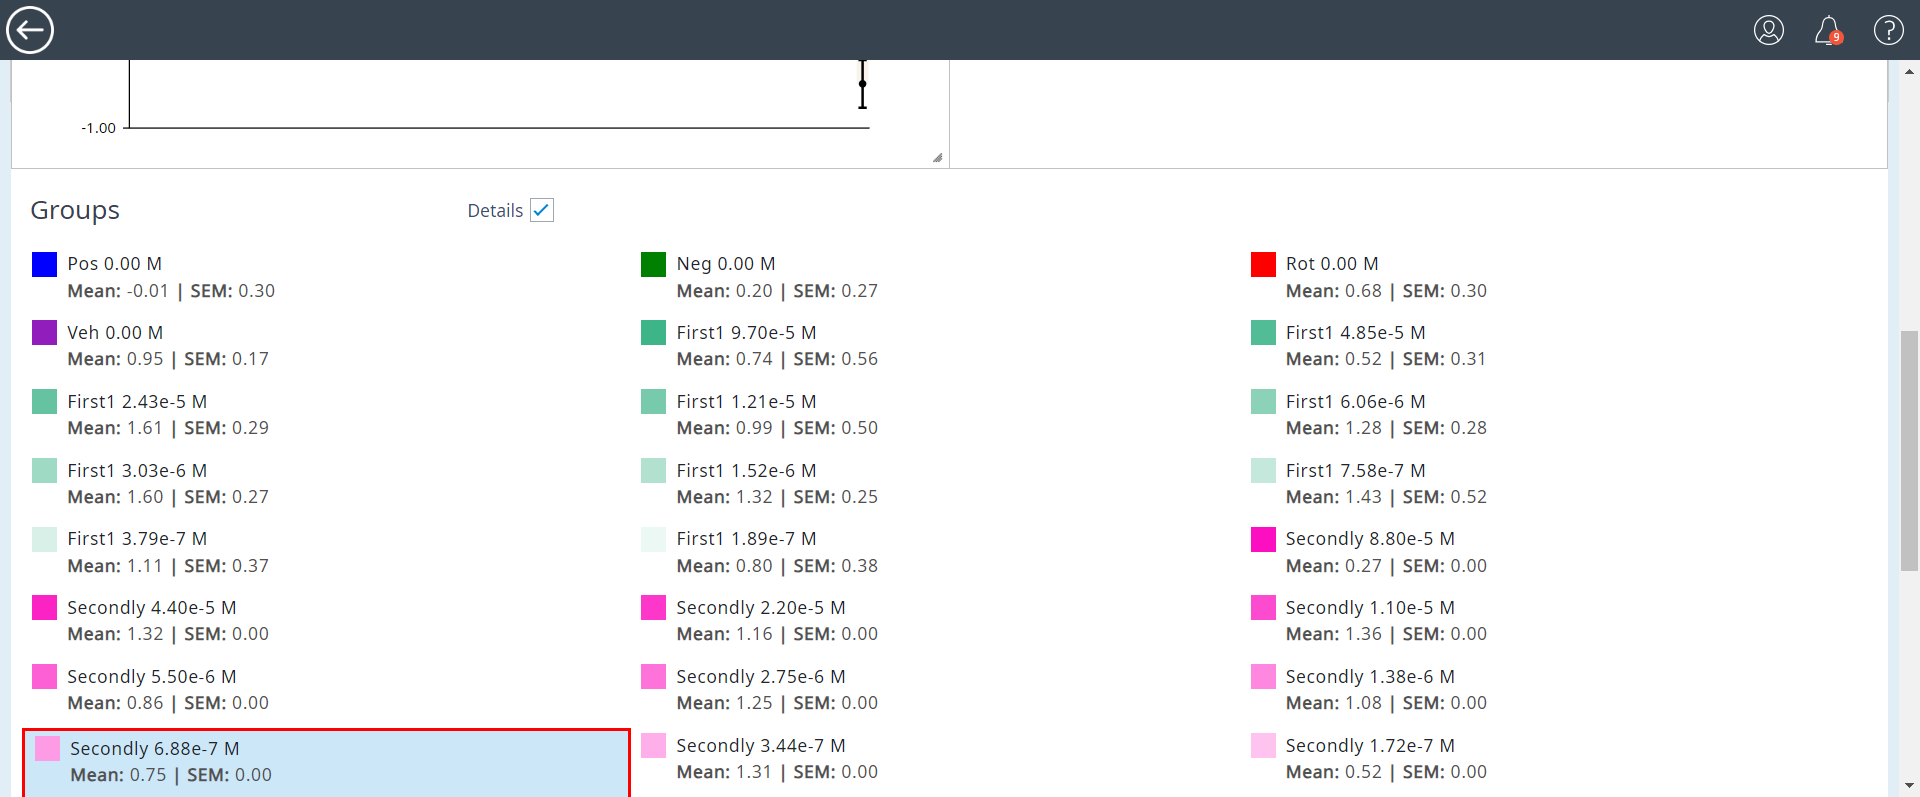 9
?
-1.00
Groups
Details
Pos 0.00 M
Mean: -0.01 | SEM: 0.30
Neg 0.00 M
Mean: 0.20 | SEM: 0.27
Rot 0.00 M
Mean: 0.68 | SEM: 0.30
Veh 0.00 M
Mean: 0.95 | SEM: 0.17
First1 9.70e-5 M
Mean: 0.74 | SEM: 0.56
First1 4.85e-5 M
Mean: 0.52 | SEM: 0.31
First1 2.43e-5 M
Mean: 1.61 | SEM: 0.29
First1 1.21e-5 M
Mean: 0.99 | SEM: 0.50
First1 6.06e-6 M
Mean: 1.28 | SEM: 0.28
First1 3.03e-6 M
Mean: 1.60 | SEM: 0.27
First1 1.52e-6 M
Mean: 1.32 | SEM: 0.25
First1 7.58e-7 M
Mean: 1.43 | SEM: 0.52
First1 3.79e-7 M
Mean: 1.11 | SEM: 0.37
First1 1.89e-7 M
Mean: 0.80 | SEM: 0.38
Secondly 8.80e-5 M
Mean: 0.27 | SEM: 0.00
Secondly 4.40e-5 M
Mean: 1.32 | SEM: 0.00
Secondly 2.20e-5 M
Mean: 1.16 | SEM: 0.00
Secondly 1.10e-5 M
Mean: 1.36 | SEM: 0.00
Secondly 5.50e-6 M
Mean: 0.86 | SEM: 0.00
Secondly 2.75e-6 M
Mean: 1.25 | SEM: 0.00
Secondly 1.38e-6 M
Mean: 1.08 | SEM: 0.00
Secondly 6.88e-7 M
Mean: 0.75 | SEM: 0.00
Secondly 3.44e-7 M
Mean: 1.31 | SEM: 0.00
Secondly 1.72e-7 M
Mean: 0.52 | SEM: 0.00